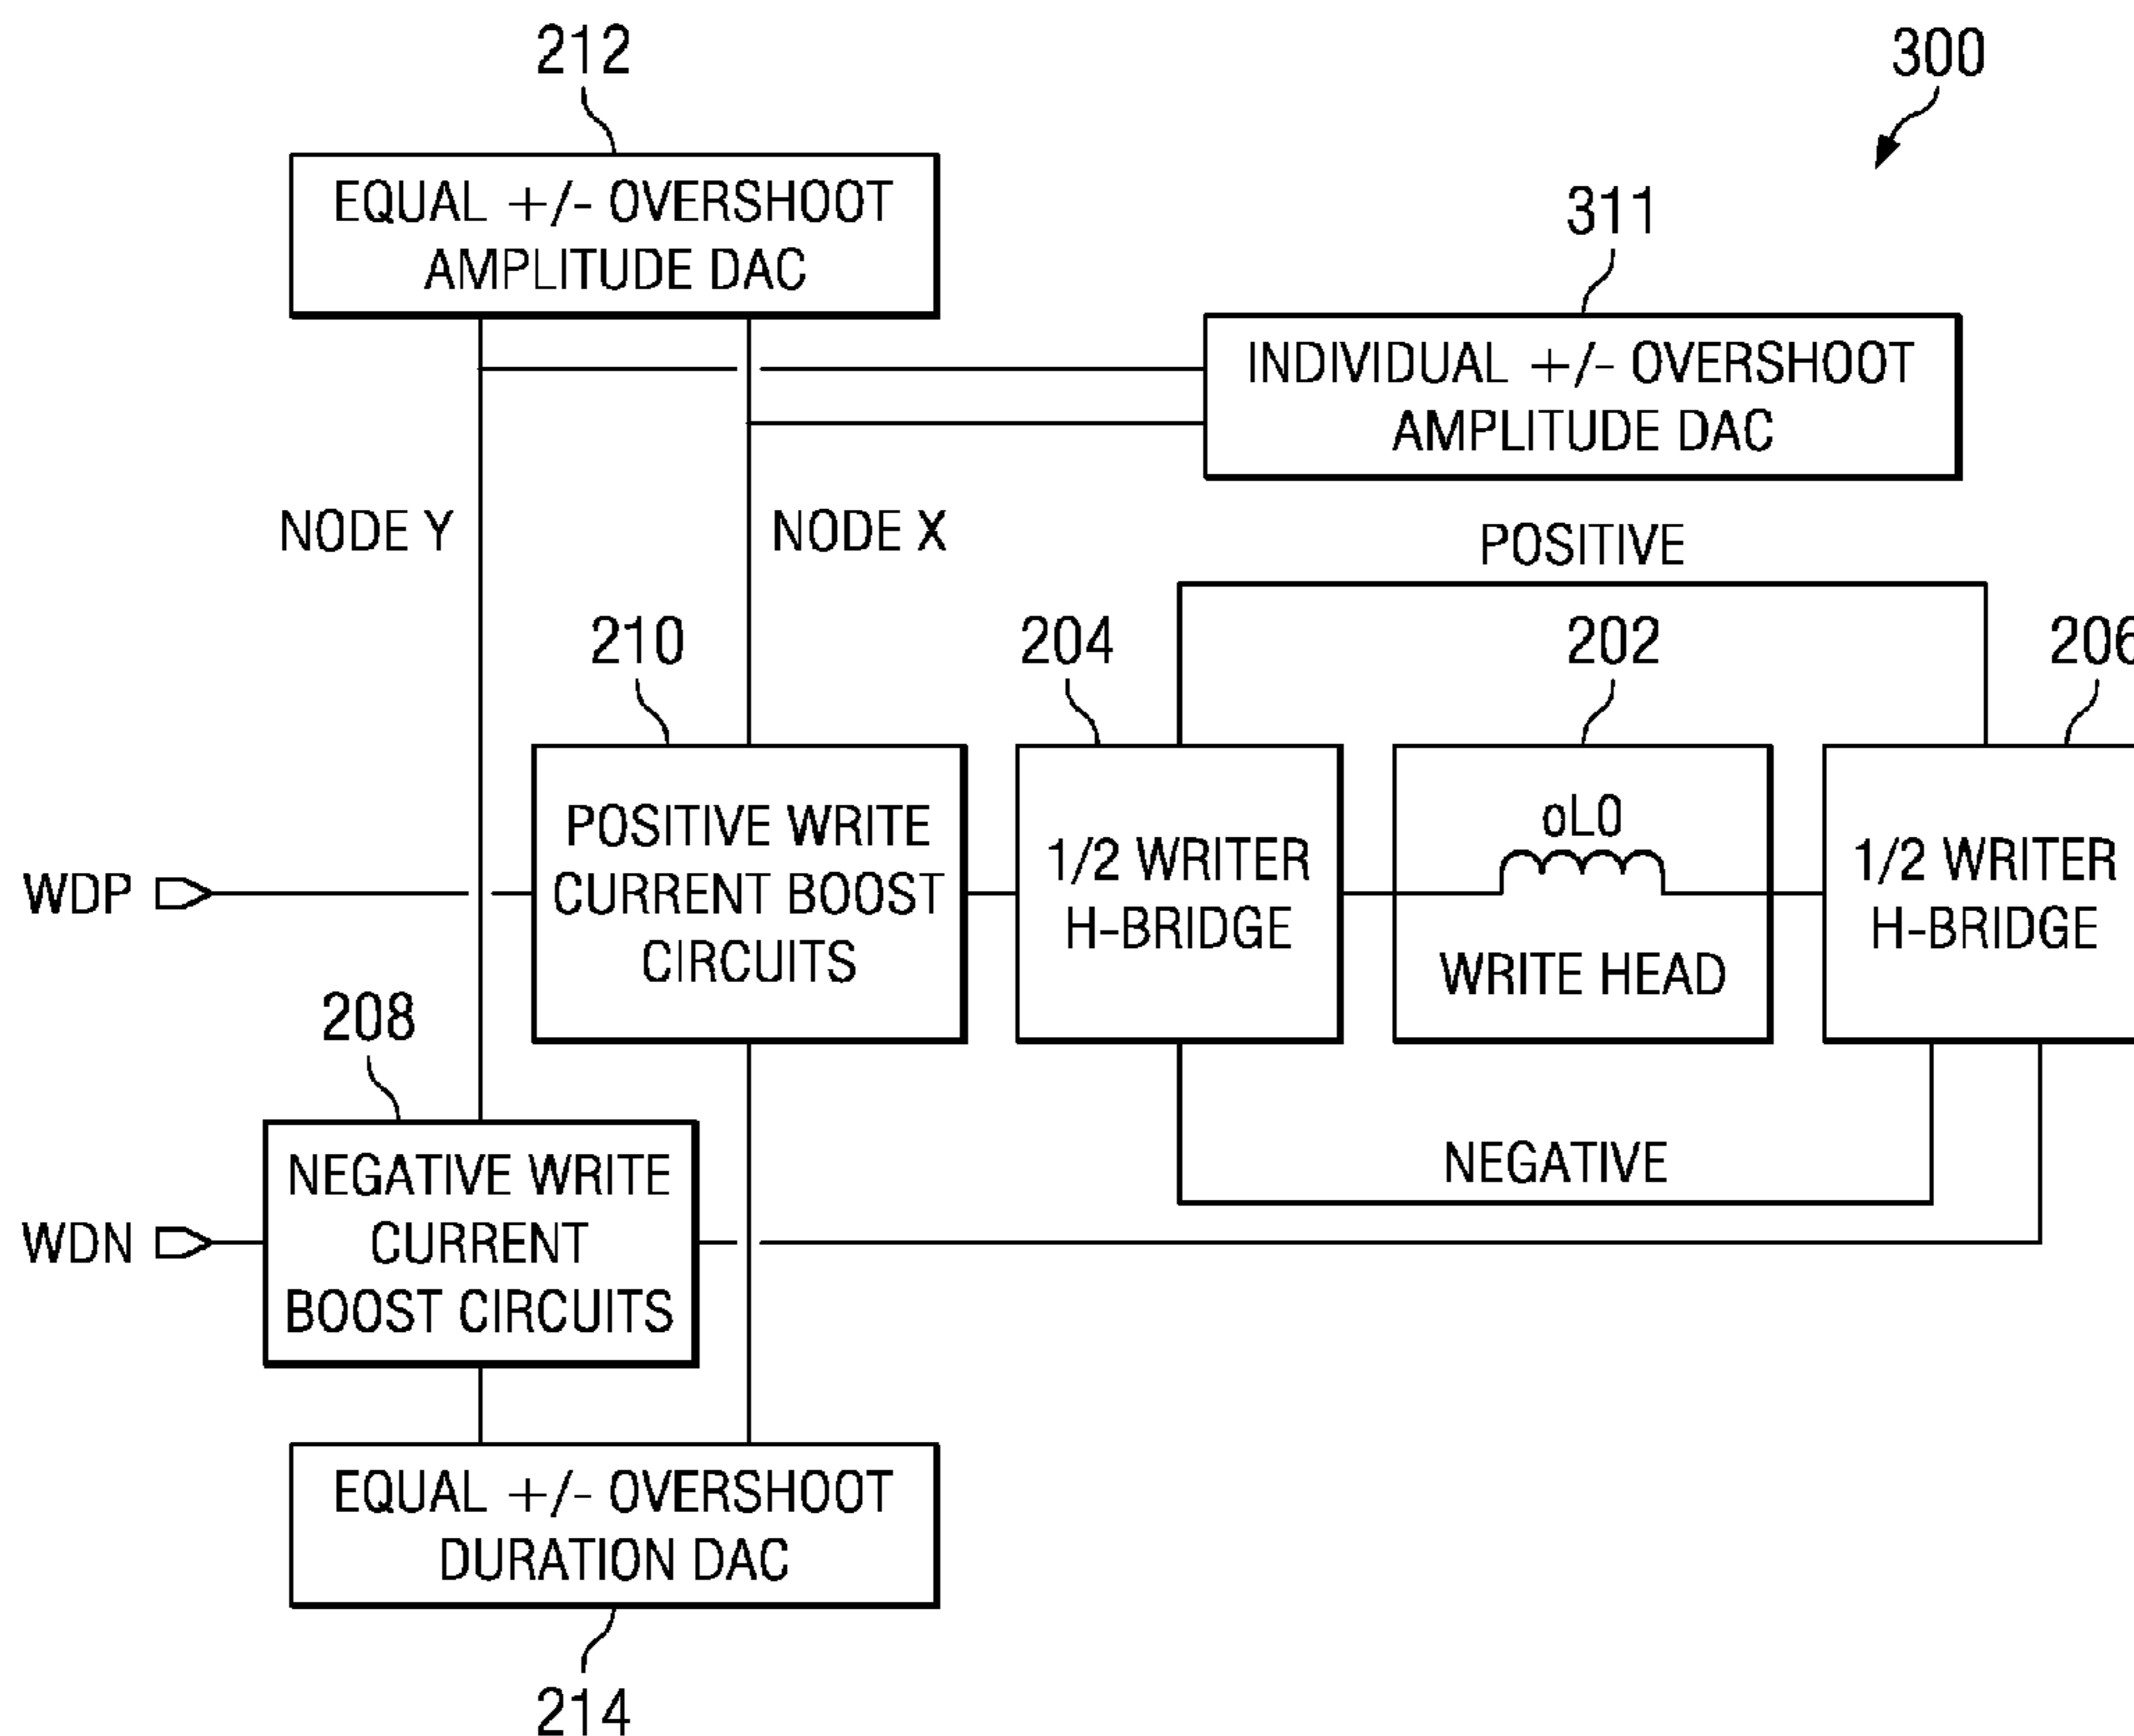 212
300
EQUAL +/- OVERSHOOT
AMPLITUDE DAC
311
INDIVIDUAL +/- OVERSHOOT
AMPLITUDE DAC
NODE Y
NODE X
POSITIVE
210
204
202
206
POSITIVE WRITE
CURRENT BOOST
CIRCUITS
1/2 WRITER
H-BRIDGE
oL0
WRITE HEAD
1/2 WRITER
H-BRIDGE
WDP
208
NEGATIVE WRITE
CURRENT
BOOST CIRCUITS
NEGATIVE
WDN
EQUAL +/- OVERSHOOT
DURATION DAC
214